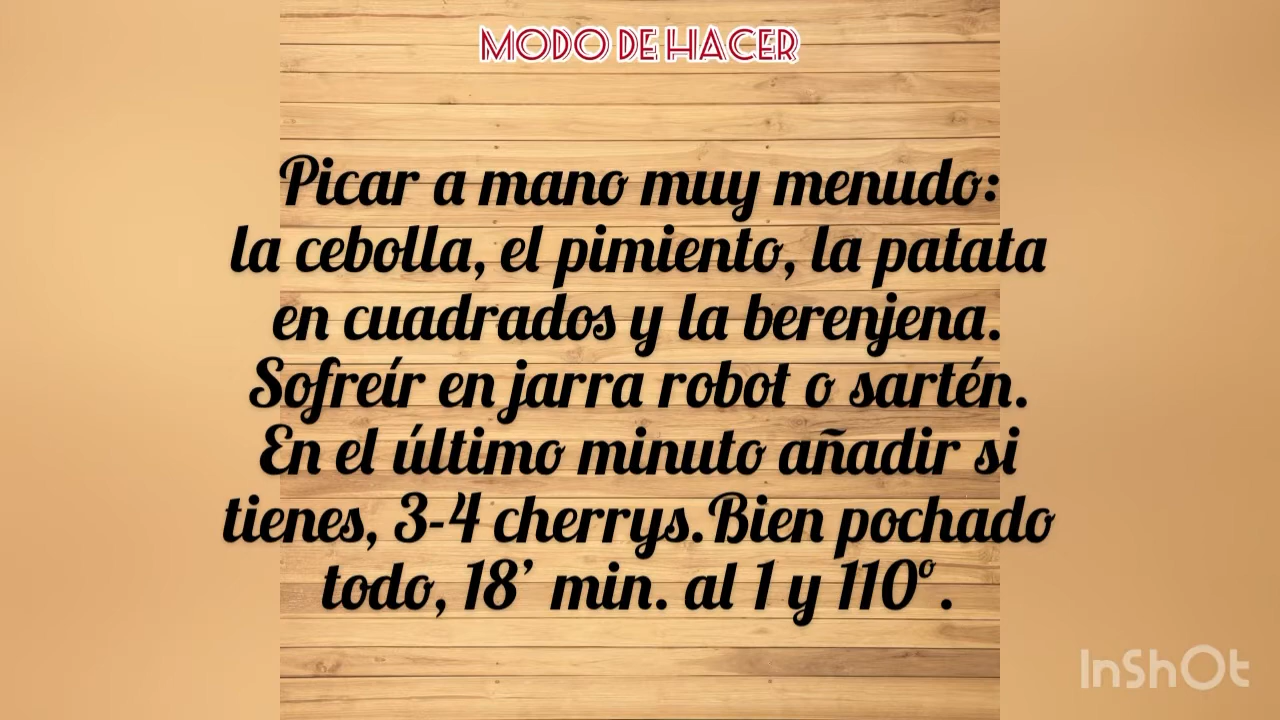 MODO DE HACER
Picar a mano muy menudo:
la cebolla, el pimiento, la patata
en cuadrados y la berenjena.
Sofreír en jarra robot o sartén.
En el último minuto añadir si
tienes, 3-4 cherrys.Bien pochado
todo, 18’ min. al 1 y 110º.
InShOt